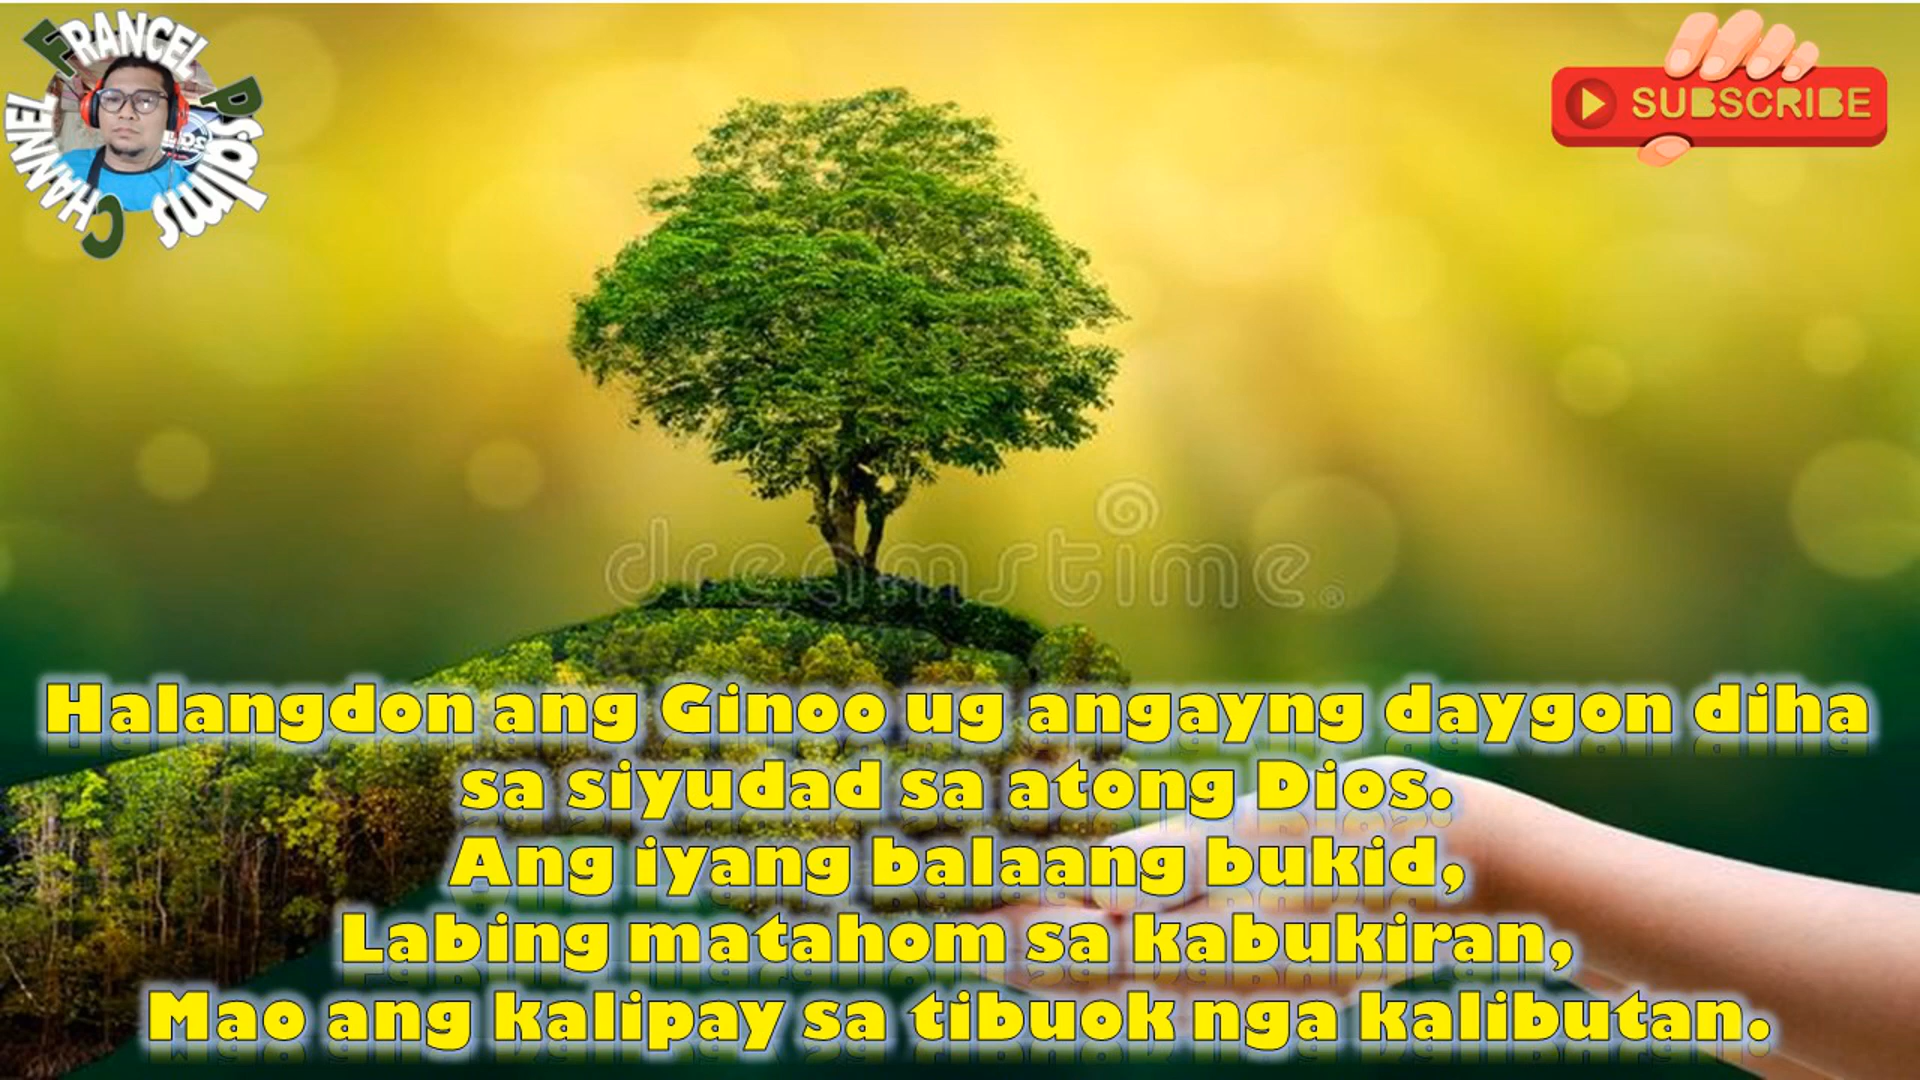 FRANCEL Psalms CHANNEL
SUBSCRIBE
dreamstime.
Halangdon ang Ginoo ug angayng daygon diha
sa siyudad sa atong Dios.
Ang iyang balaang bukid,
Labing matahom sa kabukiran,
Mao ang kalipay sa tibuok nga kalibutan.